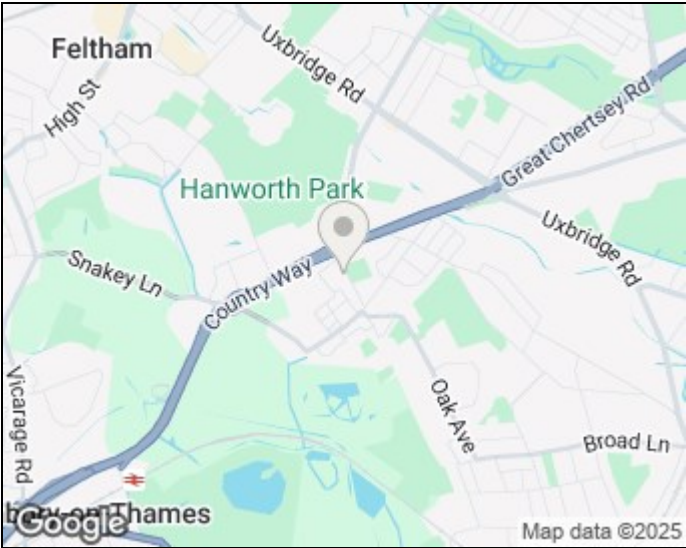 Feltham
Uxbridge Rd
High St
Great Chertsey Rd
Hanworth Park
Uxbridge Rd
Snakey Ln
Country Way
Vicarage Rd
Oak Ave
Broad Ln
Thames
Google
Map data ©2025